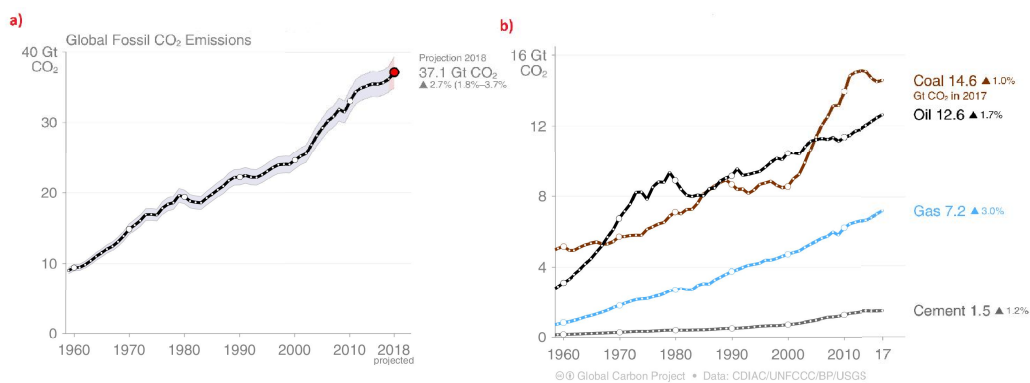 a)
Global Fossil CO₂ Emissions
40 Gt
CO₂
30
20
10
0
1960
1970
1980
1990
2000
2010
2018
projected
Projection 2018
37.1 Gt CO₂
▲2.7% (1.8%–3.7%
b)
16 Gt
CO₂
12
8
4
0
1960
1970
1980
1990
2000
2010
17
Coal 14.6 ▲1.0%
Gt CO₂ in 2017
Oil 12.6 ▲1.7%
Gas 7.2 ▲3.0%
Cement 1.5 ▲1.2%
Global Carbon Project • Data: CDIAC/UNFCCC/BP/USGS